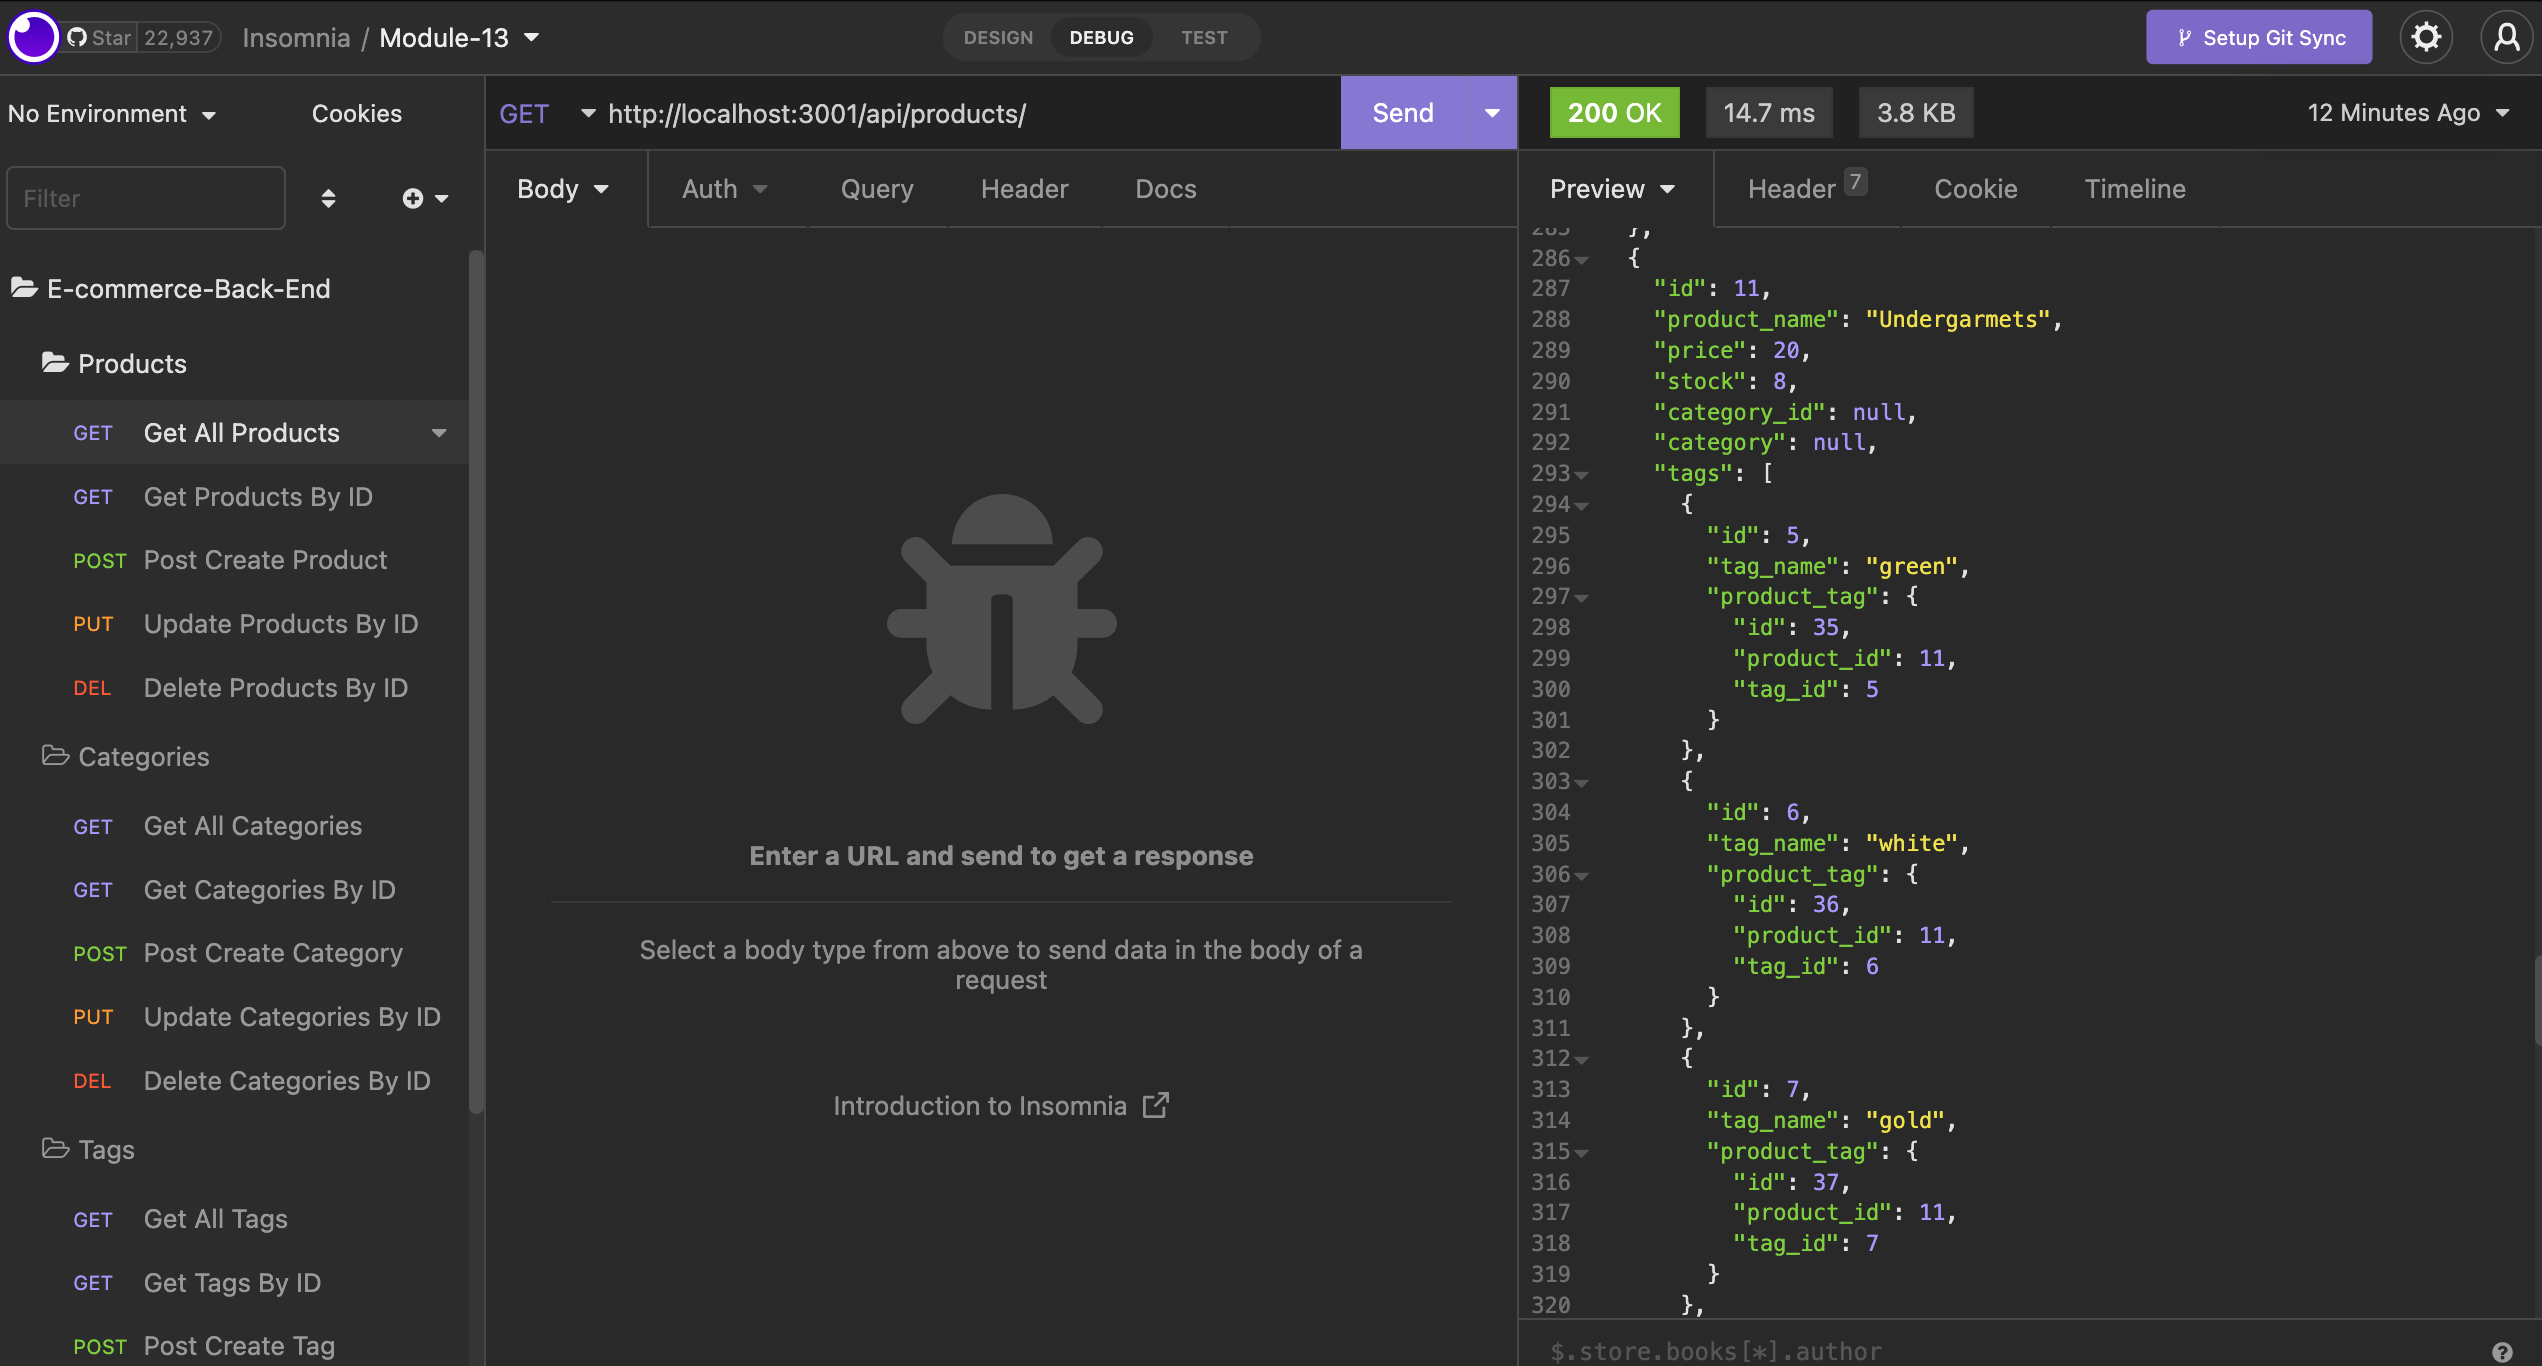 Star 22,937
Insomnia / Module-13
DESIGN DEBUG TEST
Setup Git Sync
No Environment
Cookies
Filter
E-commerce-Back-End
Products
GET Get All Products
GET Get Products By ID
POST Post Create Product
PUT Update Products By ID
DEL Delete Products By ID
Categories
GET Get All Categories
GET Get Categories By ID
POST Post Create Category
PUT Update Categories By ID
DEL Delete Categories By ID
Tags
GET Get All Tags
GET Get Tags By ID
POST Post Create Tag
GET http://localhost:3001/api/products/
Send
Body Auth Query Header Docs
Enter a URL and send to get a response
Select a body type from above to send data in the body of a
request
Introduction to Insomnia
200 OK 14.7 ms 3.8 KB 12 Minutes Ago
Preview Header 7 Cookie Timeline
285 },
286 {
287 "id": 11,
288 "product_name": "Undergarmets",
289 "price": 20,
290 "stock": 8,
291 "category_id": null,
292 "category": null,
293 "tags": [
294 {
295 "id": 5,
296 "tag_name": "green",
297 "product_tag": {
298 "id": 35,
299 "product_id": 11,
300 "tag_id": 5
301 }
302 },
303 {
304 "id": 6,
305 "tag_name": "white",
306 "product_tag": {
307 "id": 36,
308 "product_id": 11,
309 "tag_id": 6
310 }
311 },
312 {
313 "id": 7,
314 "tag_name": "gold",
315 "product_tag": {
316 "id": 37,
317 "product_id": 11,
318 "tag_id": 7
319 }
320 },
$.store.books[*].author